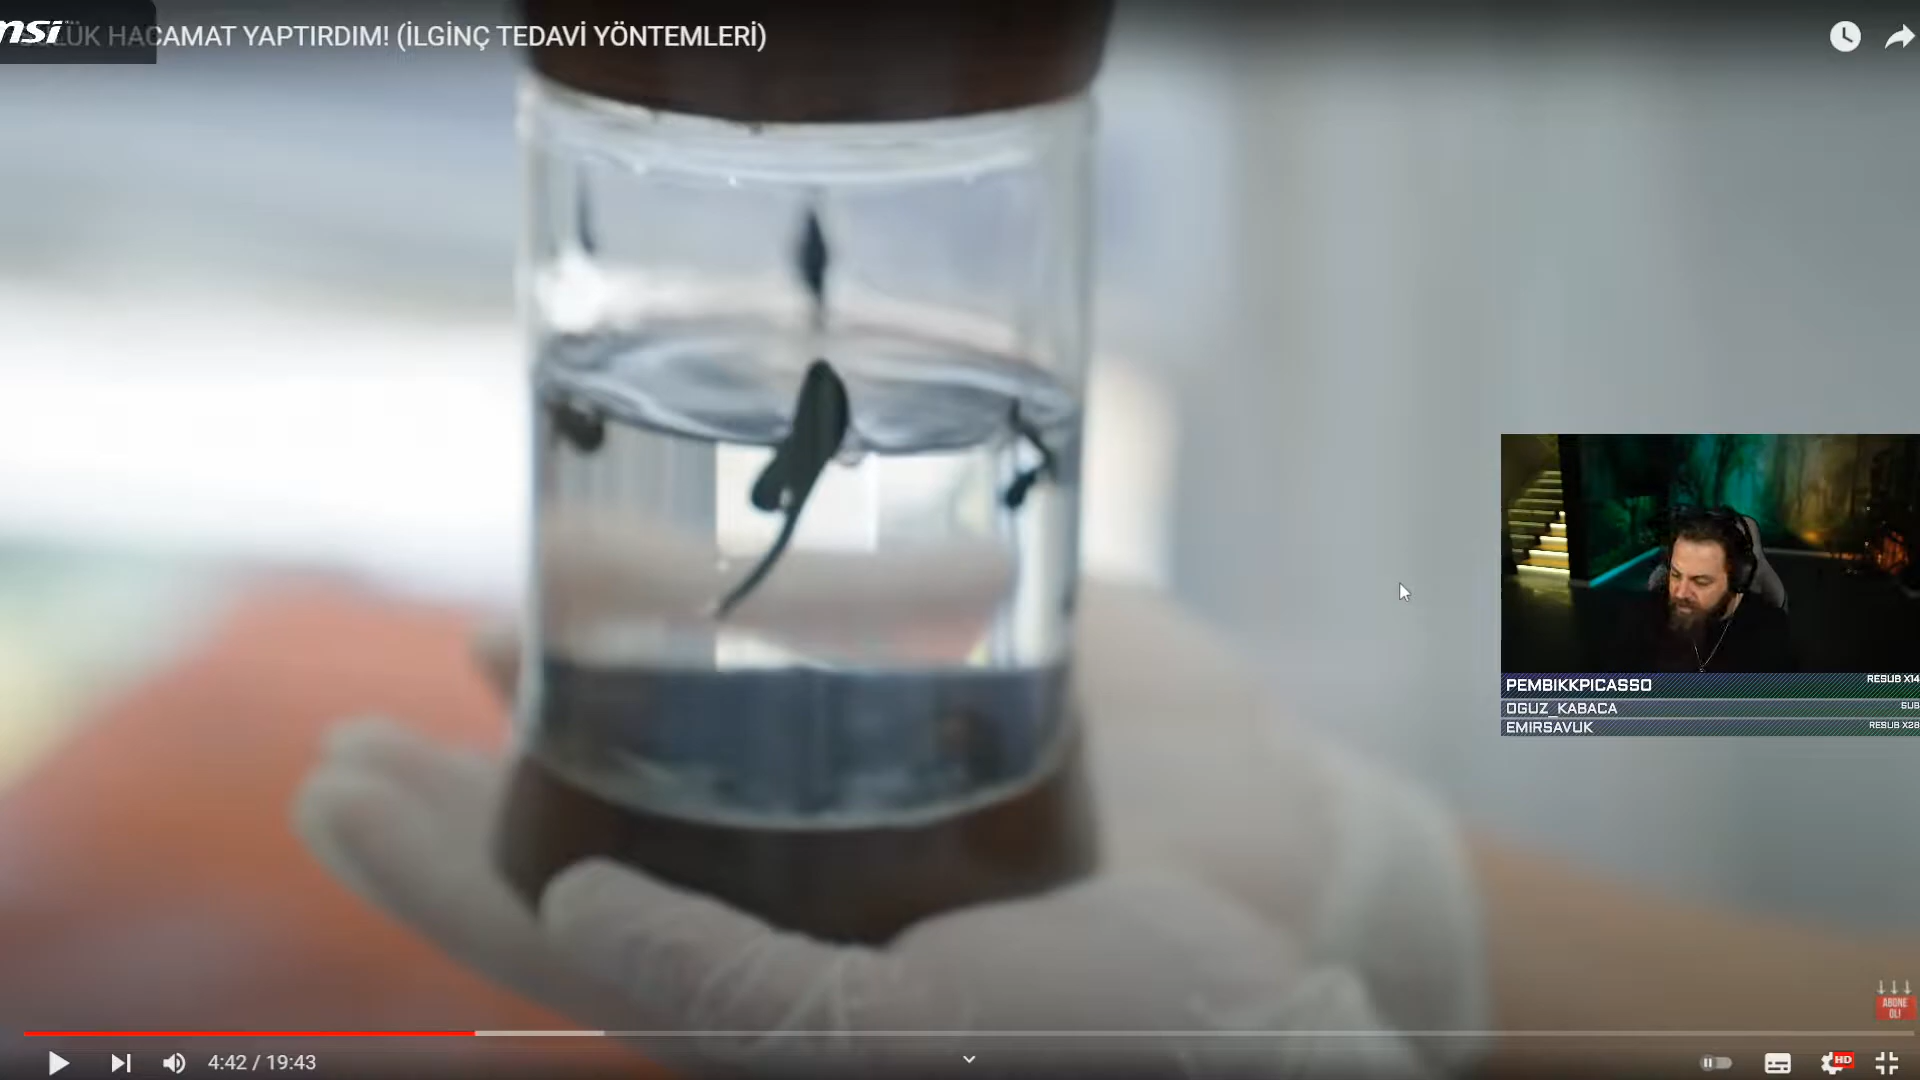 HACAMAT YAPTIRDIM! (İLGİNÇ TEDAVİ YÖNTEMLERİ)
msi
PEMBIKKPICASSO RESUB X14
OGUZ_KABACA SUB
EMIRSAVUK RESUB X28
ABONE
OL!
4:42 / 19:43
HD